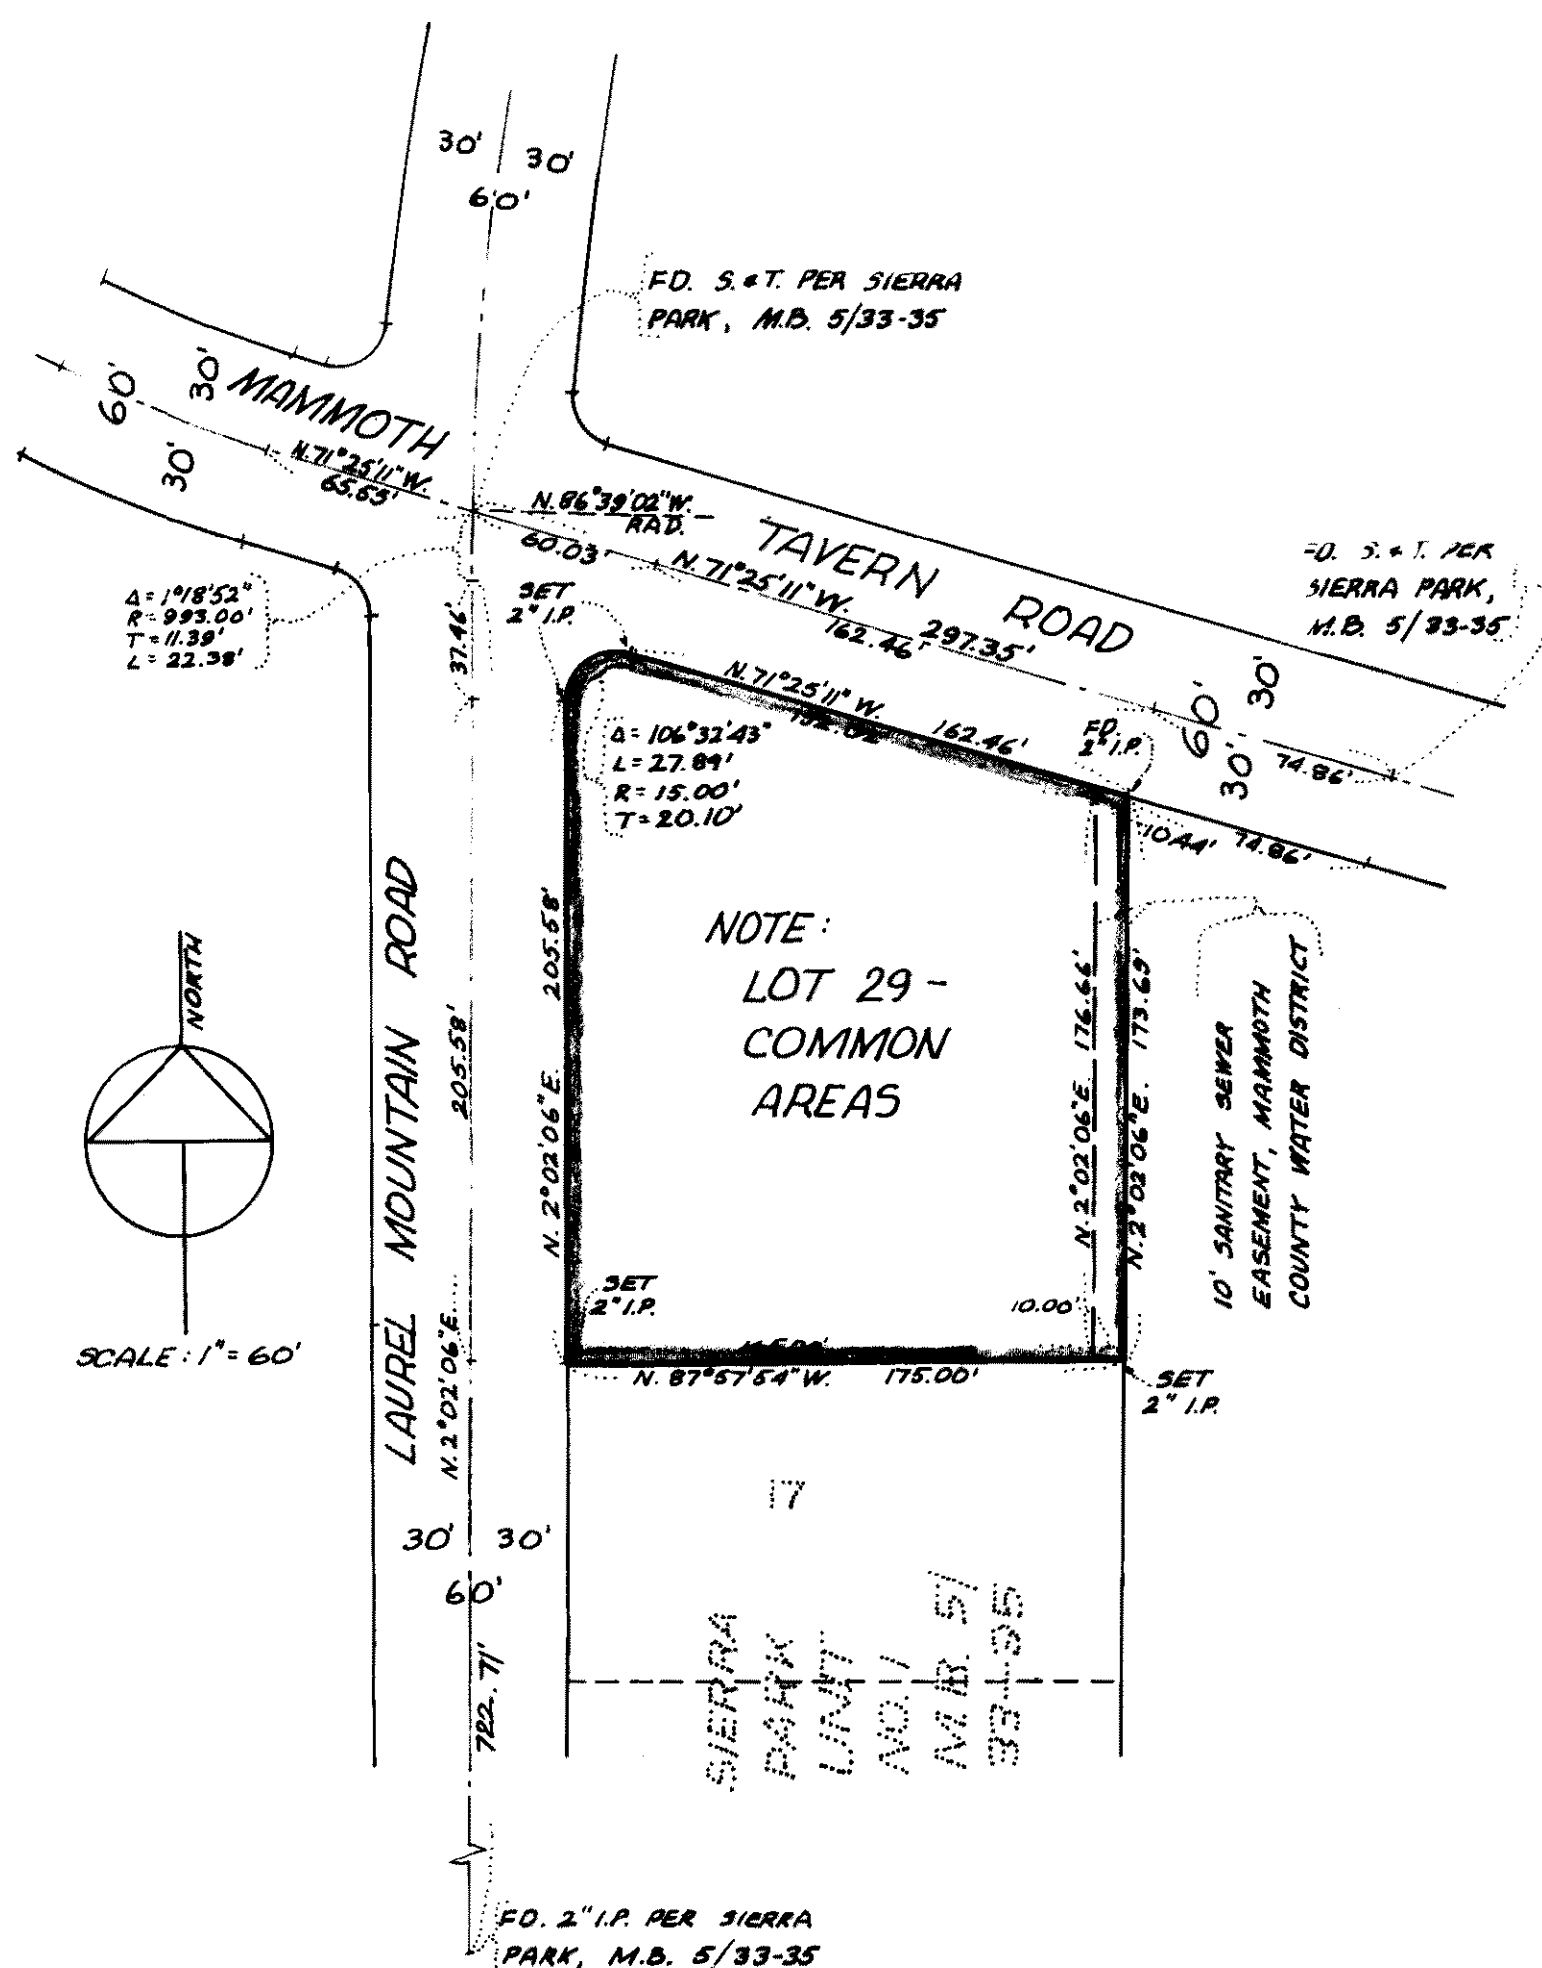 30'
30'
60'
FD. S. & T. PER SIERRA
PARK, M.B. 5/33-35
60'
30'
30'
MAMMOTH
N.71°25'11"W.
65.65'
N.86°39'02"W.
RAD.
60.03'
TAVERN ROAD
N.71°25'11"W.
162.46'
297.35'
S. & T. PER
SIERRA PARK,
M.B. 5/33-35
Δ=1°18'52"
R=993.00'
T=11.39'
L=22.38'
37.46'
SET
2" I.P.
N.71°25'11" W.
162.46'
FD.
2" I.P.
60'
30'
30'
74.86'
10.44'
74.86'
Δ=106°32'43"
L=27.89'
R=15.00'
T=20.10'
NOTE:
LOT 29 -
COMMON
AREAS
LAUREL MOUNTAIN ROAD
N.2°02'06"E.
205.58'
N. 2°02'06"E. 205.58'
N.2°02'06"E 176.66'
N.2°02'06"E. 173.69'
10' SANITARY SEWER
EASEMENT, MAMMOTH
COUNTY WATER DISTRICT
NORTH
SCALE: 1"=60'
SET
2" I.P.
10.00'
N. 87°57'54"W. 175.00'
SET
2" I.P.
17
30'
30'
60'
722.71'
SIERRA
PARK
UNIT
NO. 1
M.B. 5/
33-35
FD. 2" I.P. PER SIERRA
PARK, M.B. 5/33-35